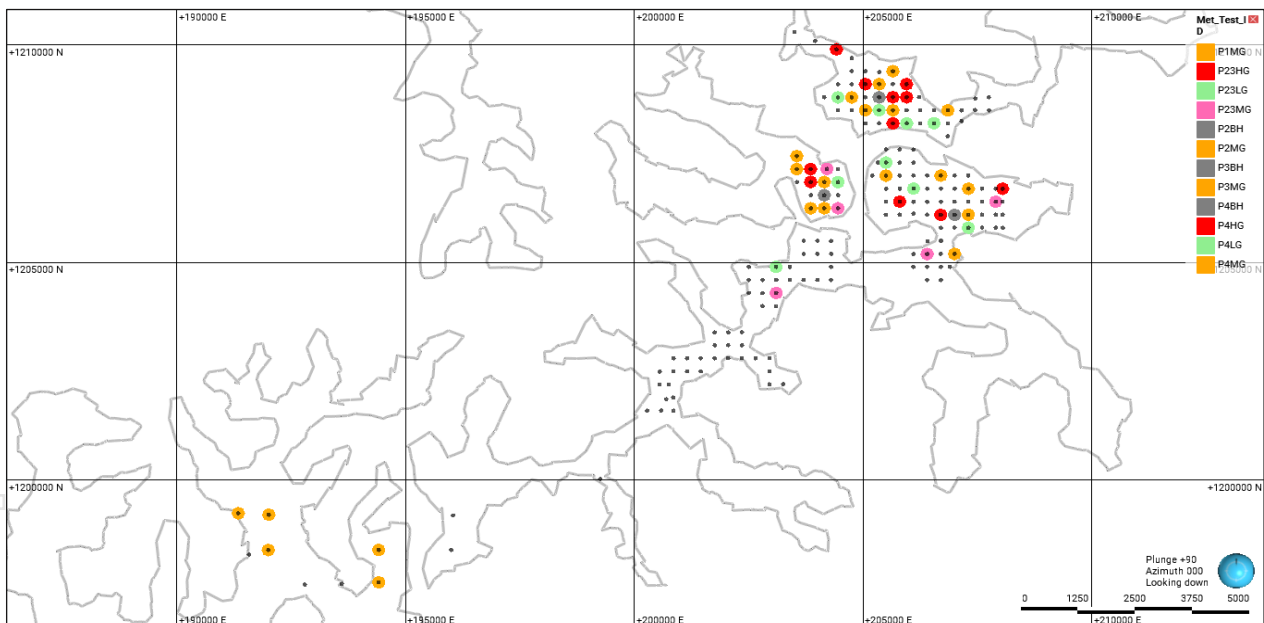 +190000 E
+195000 E
+200000 E
+205000 E
+210000 E
Met_Test_I
D
+1210000 N
P1MG
P23HG
P23LG
P23MG
P2BH
P2MG
P3BH
P3MG
P4BH
P4HG
P4LG
P4MG
+1205000 N
+1200000 N
+1200000 N
Plunge +90
Azimuth 000
Looking down
0 1250 2500 3750 5000
+190000 E
+195000 E
+200000 E
+205000 E
+210000 E